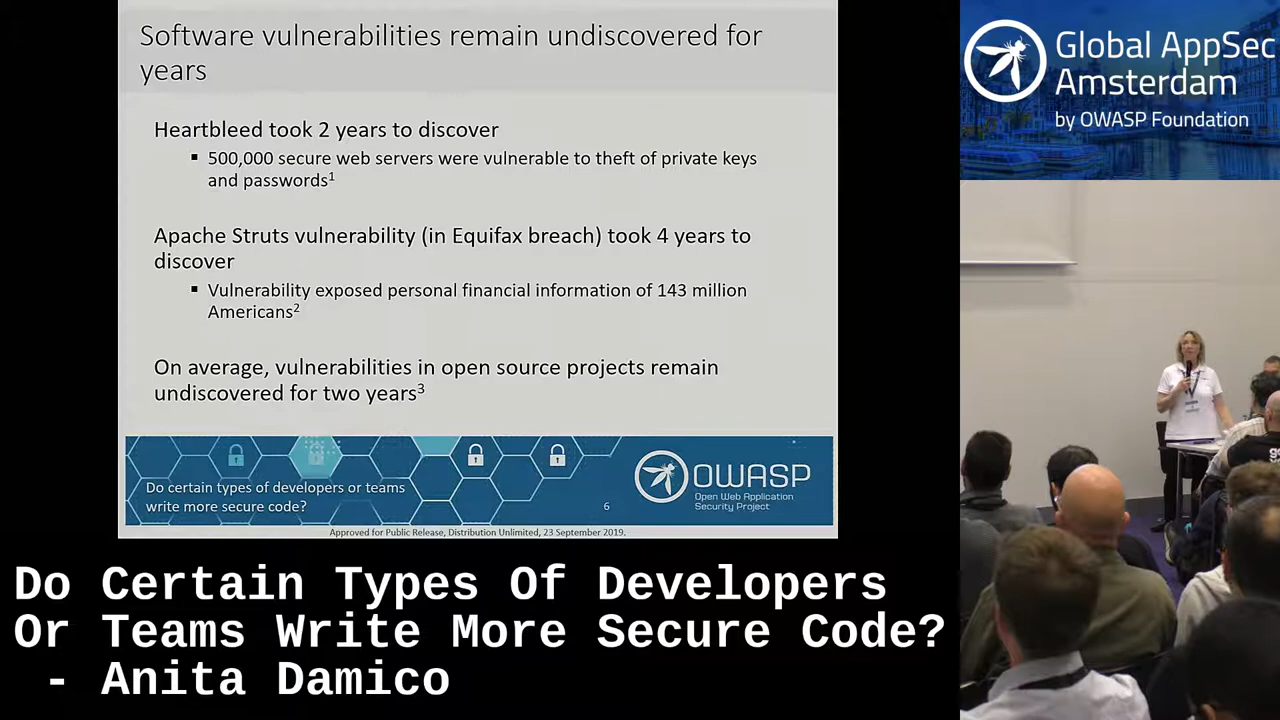 Software vulnerabilities remain undiscovered for
years
Heartbleed took 2 years to discover
▪ 500,000 secure web servers were vulnerable to theft of private keys
and passwords1
Apache Struts vulnerability (in Equifax breach) took 4 years to
discover
▪ Vulnerability exposed personal financial information of 143 million
Americans2
On average, vulnerabilities in open source projects remain
undiscovered for two years3
Do certain types of developers or teams
write more secure code?
6
OWASP
Open Web Application
Security Project
Approved for Public Release, Distribution Unlimited, 23 September 2019.
Global AppSec
Amsterdam
by OWASP Foundation
Do Certain Types Of Developers
Or Teams Write More Secure Code?
- Anita Damico